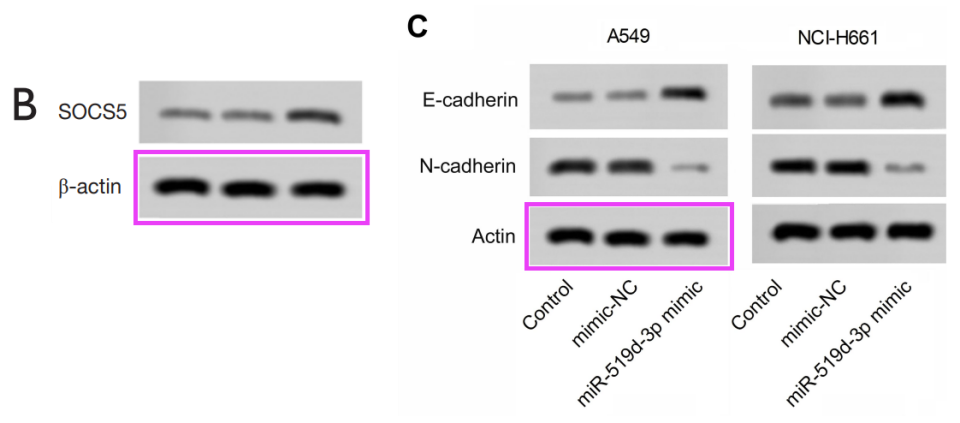 B
SOCS5
β-actin
C
A549 NCI-H661
E-cadherin
N-cadherin
Actin
Control
mimic-NC
miR-519d-3p mimic
Control
mimic-NC
miR-519d-3p mimic